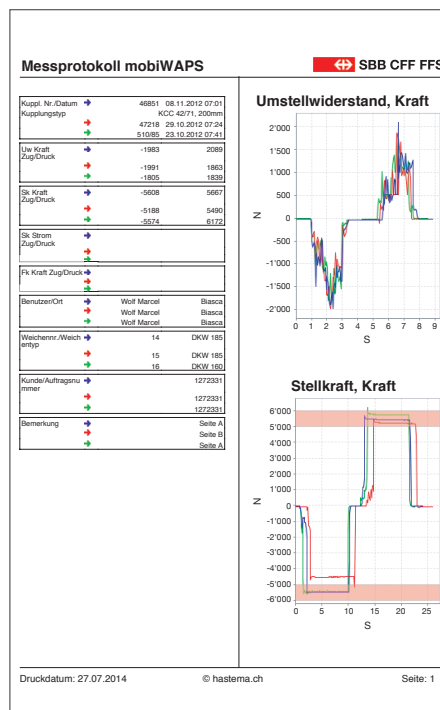 Messprotokoll mobiWAPS
SBB CFF FFS
Kuppl. Nr./Datum 46851 08.11.2012 07:01
Kupplungstyp KCC 42/71, 200mm
47218 29.10.2012 07:24
510/85 23.10.2012 07:41
Uw Kraft -1983 2089
Zug/Druck
-1991 1863
-1805 1839
Sk Kraft -5608 5667
Zug/Druck
-5188 5490
-5574 6172
Sk Strom
Zug/Druck
Fk Kraft Zug/Druck
Benutzer/Ort Wolf Marcel Biasca
Wolf Marcel Biasca
Wolf Marcel Biasca
Weichennr./Weich 14 DKW 185
entyp
15 DKW 185
16 DKW 160
Kunde/Auftragsnu 1272331
mmer
1272331
1272331
Bemerkung Seite A
Seite B
Seite A
Umstellwiderstand, Kraft
2'000
1'500
1'000
500
0
-500
-1'000
-1'500
-2'000
N
0 1 2 3 4 5 6 7 8 9
S
Stellkraft, Kraft
6'000
5'000
4'000
3'000
2'000
1'000
0
-1'000
-2'000
-3'000
-4'000
-5'000
-6'000
N
0 5 10 15 20 25
S
Druckdatum: 27.07.2014 © hastema.ch Seite: 1